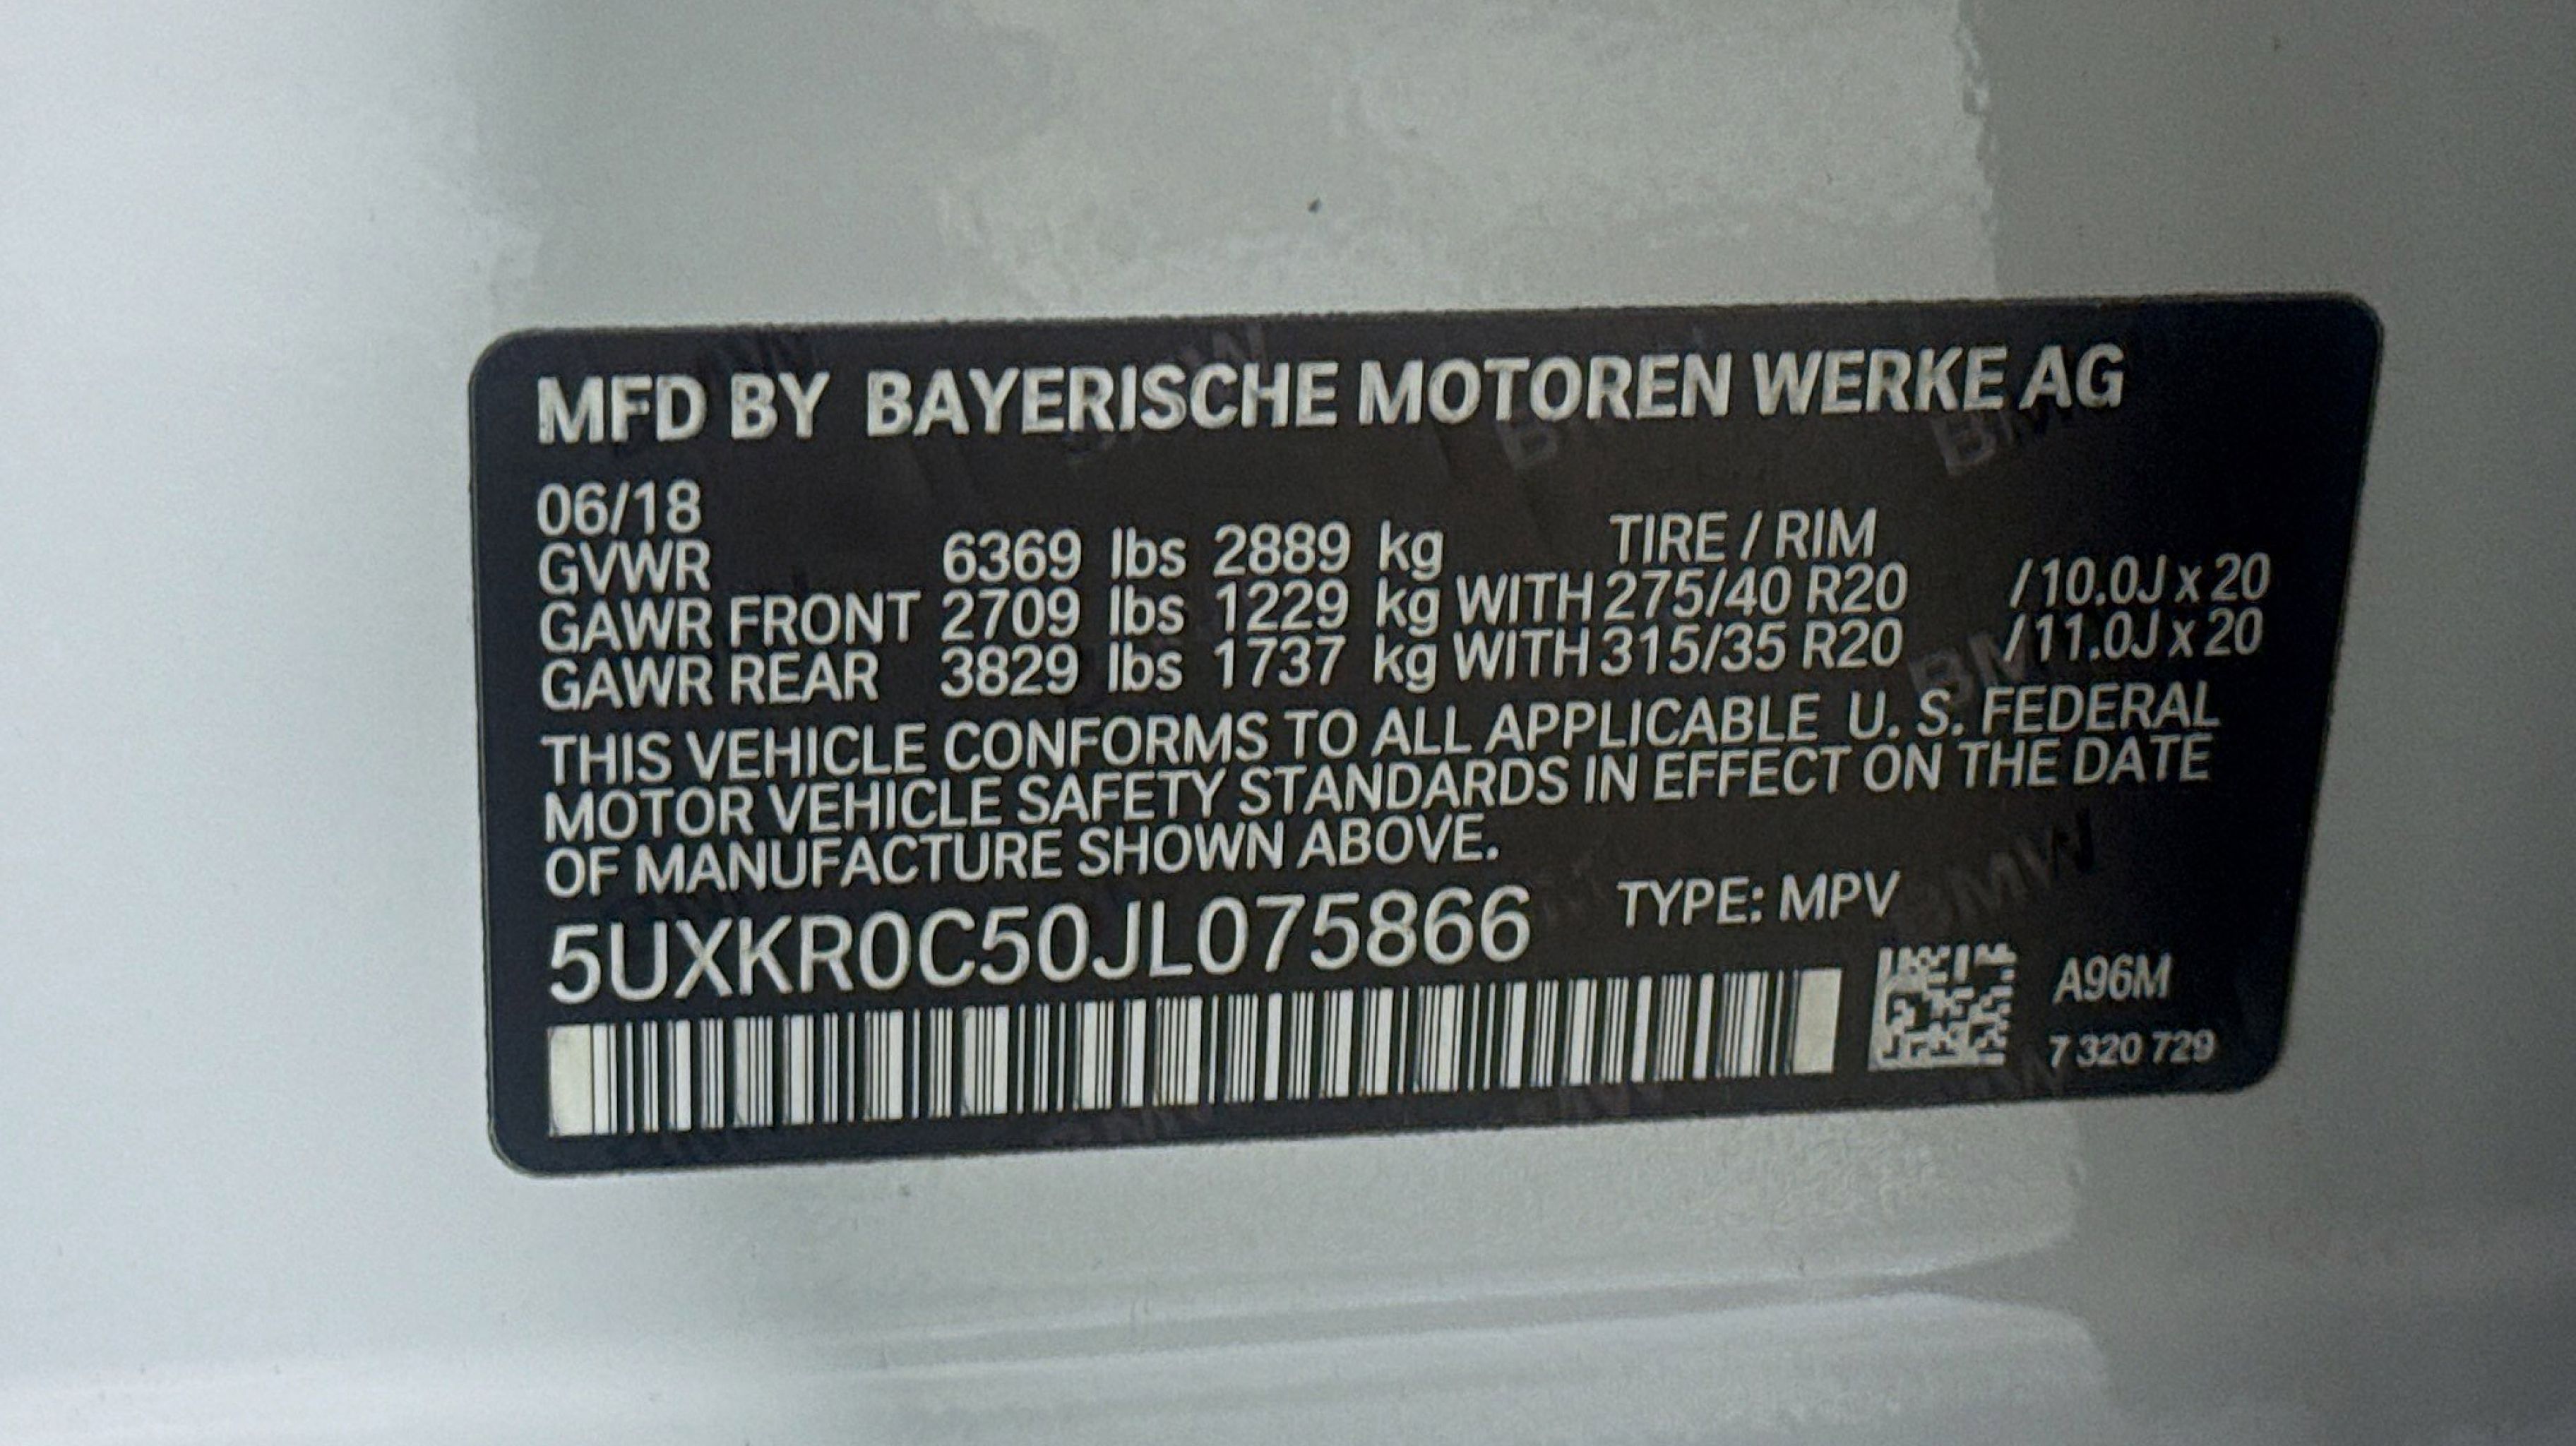 MFD BY BAYERISCHE MOTOREN WERKE AG
06/18
GVWR 6369 lbs 2889 kg TIRE / RIM
GAWR FRONT 2709 lbs 1229 kg WITH 275/40 R20 / 10.0J x 20
GAWR REAR 3829 lbs 1737 kg WITH 315/35 R20 / 11.0J x 20
THIS VEHICLE CONFORMS TO ALL APPLICABLE U. S. FEDERAL
MOTOR VEHICLE SAFETY STANDARDS IN EFFECT ON THE DATE
OF MANUFACTURE SHOWN ABOVE.
5UXKR0C50JL075866 TYPE: MPV
A96M
7 320 729